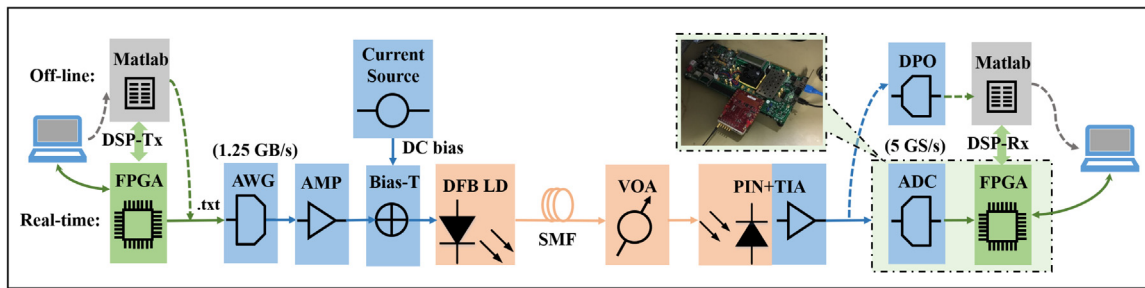 Off-line:
Matlab
Current
Source
DPO
Matlab
DSP-Tx
DC bias
(5 GS/s)
DSP-Rx
(1.25 GB/s)
FPGA
AWG
AMP
Bias-T
DFB LD
VOA
PIN+TIA
ADC
FPGA
Real-time:
.txt
SMF